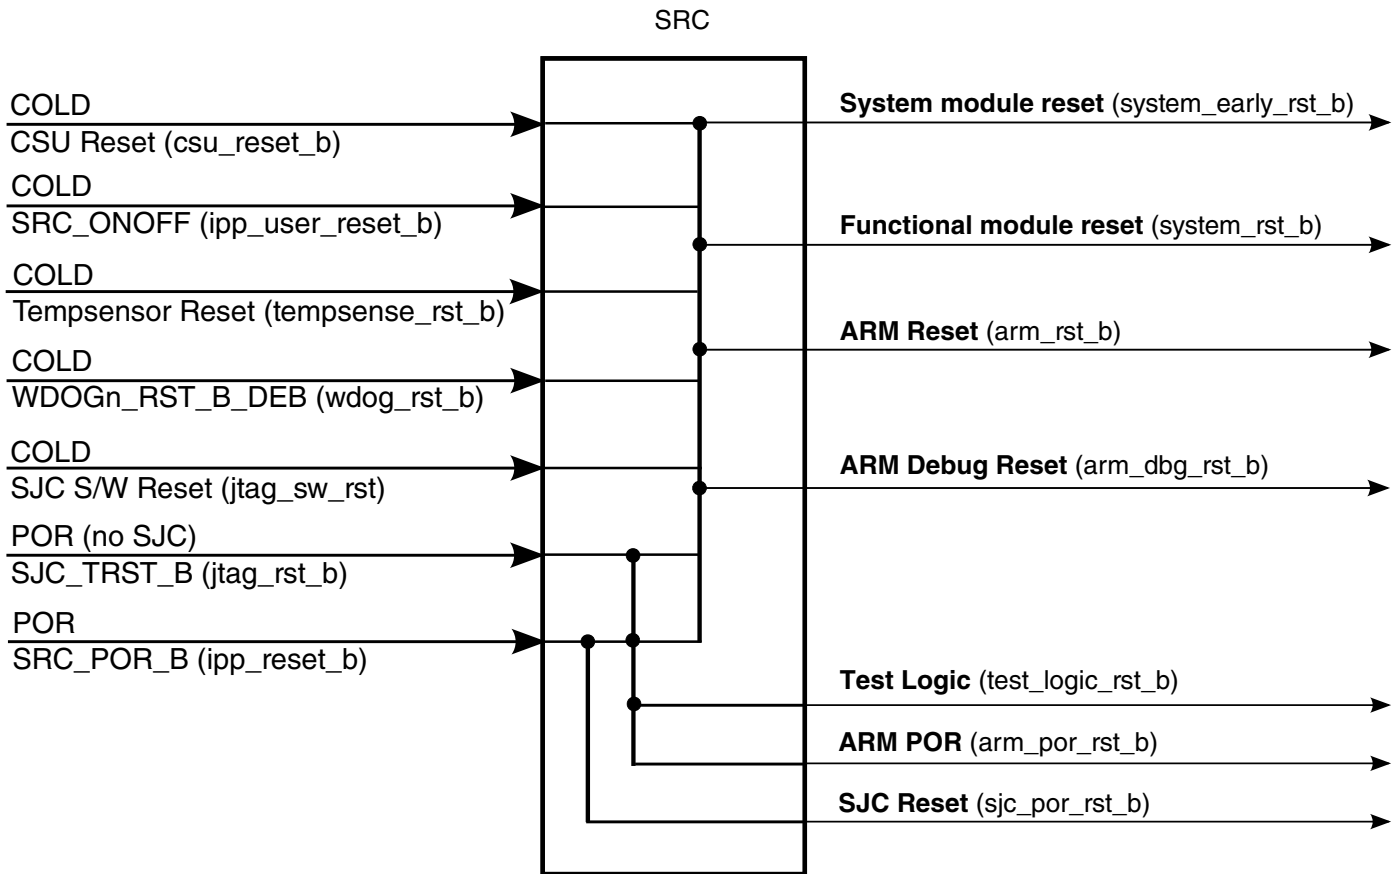 SRC
COLD
CSU Reset (csu_reset_b)
COLD
SRC_ONOFF (ipp_user_reset_b)
COLD
Tempsensor Reset (tempsense_rst_b)
COLD
WDOGn_RST_B_DEB (wdog_rst_b)
COLD
SJC S/W Reset (jtag_sw_rst)
POR (no SJC)
SJC_TRST_B (jtag_rst_b)
POR
SRC_POR_B (ipp_reset_b)
System module reset (system_early_rst_b)
Functional module reset (system_rst_b)
ARM Reset (arm_rst_b)
ARM Debug Reset (arm_dbg_rst_b)
Test Logic (test_logic_rst_b)
ARM POR (arm_por_rst_b)
SJC Reset (sjc_por_rst_b)